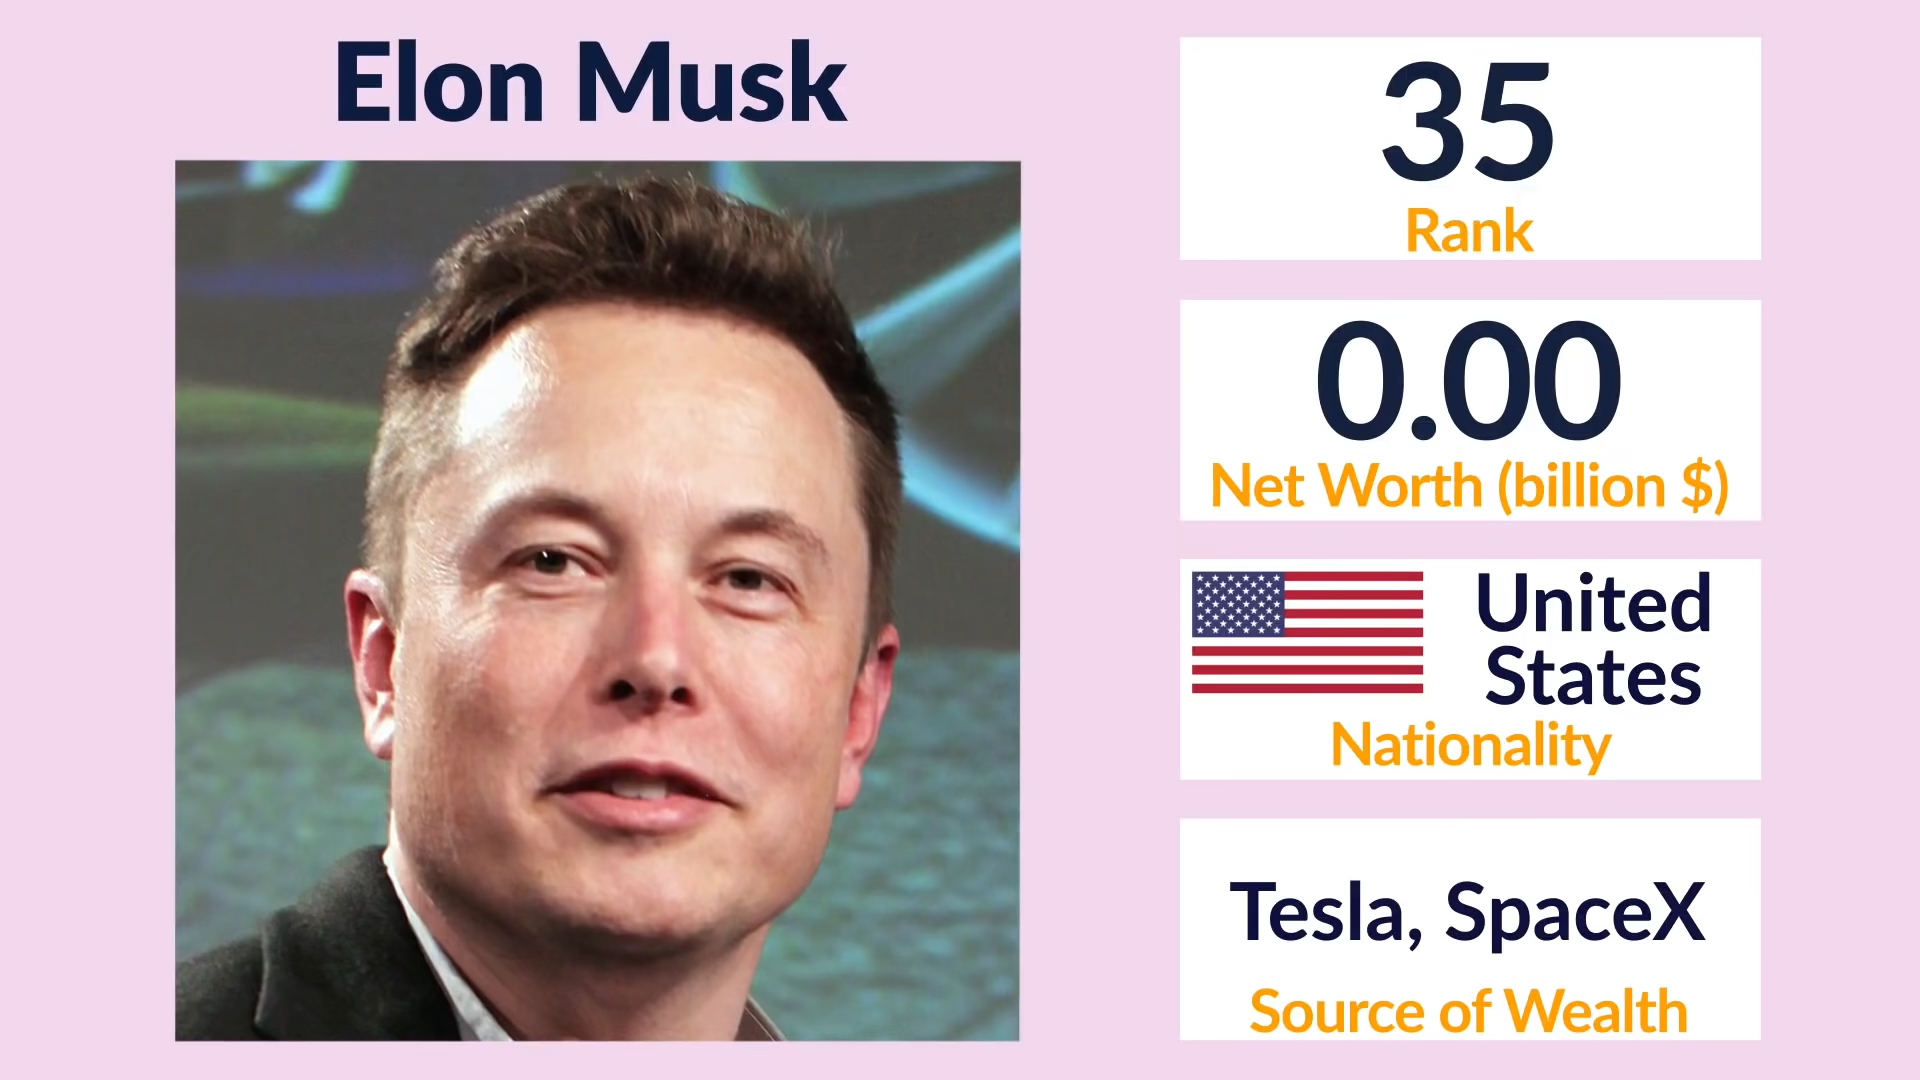 Elon Musk
35
Rank
0.00
Net Worth (billion $)
United
States
Nationality
Tesla, SpaceX
Source of Wealth